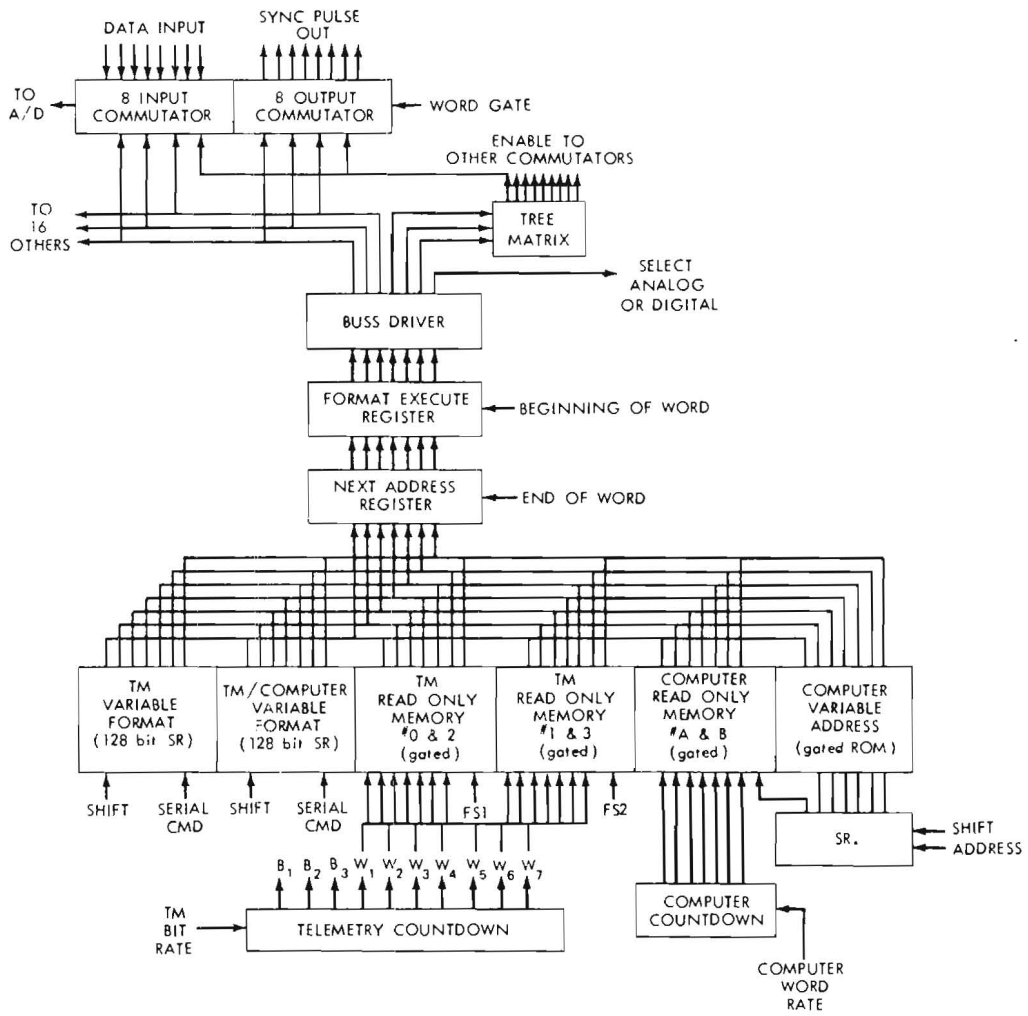 DATA INPUT
SYNC PULSE
OUT
TO
A/D
8 INPUT
COMMUTATOR
8 OUTPUT
COMMUTATOR
WORD GATE
ENABLE TO
OTHER COMMUTATORS
TO
16
OTHERS
TREE
MATRIX
SELECT
ANALOG
OR DIGITAL
BUSS DRIVER
FORMAT EXECUTE
REGISTER
BEGINNING OF WORD
NEXT ADDRESS
REGISTER
END OF WORD
TM
VARIABLE
FORMAT
(128 bit SR)
TM/COMPUTER
VARIABLE
FORMAT
(128 bit SR)
TM
READ ONLY
MEMORY
#0 & 2
(gated)
TM
READ ONLY
MEMORY
#1 & 3
(gated)
COMPUTER
READ ONLY
MEMORY
#A & B
(gated)
COMPUTER
VARIABLE
ADDRESS
(gated ROM)
SHIFT
SERIAL
CMD
SHIFT
SERIAL
CMD
FS1
FS2
SR.
SHIFT
ADDRESS
B1 B2 B3 W1 W2 W3 W4 W5 W6 W7
TM
BIT
RATE
TELEMETRY COUNTDOWN
COMPUTER
COUNTDOWN
COMPUTER
WORD
RATE